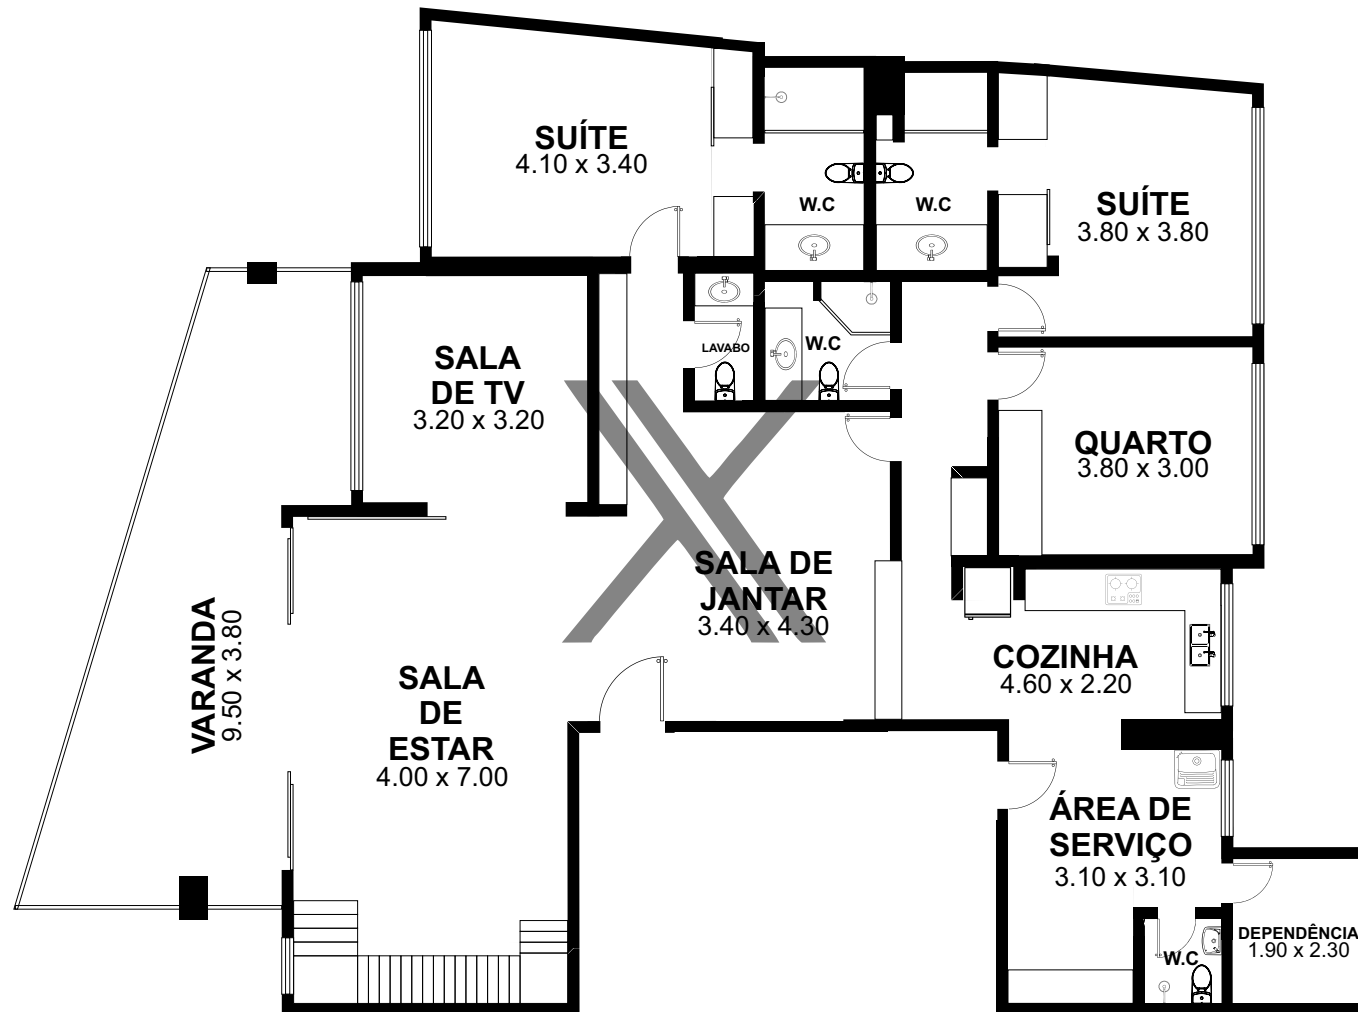 SUÍTE
4.10 x 3.40
W.C
W.C
SUÍTE
3.80 x 3.80
SALA
DE TV
3.20 x 3.20
LAVABO
W.C
QUARTO
3.80 x 3.00
SALA DE
JANTAR
3.40 x 4.30
VARANDA
9.50 x 3.80
SALA
DE
ESTAR
4.00 x 7.00
COZINHA
4.60 x 2.20
ÁREA DE
SERVIÇO
3.10 x 3.10
W.C
DEPENDÊNCIA
1.90 x 2.30